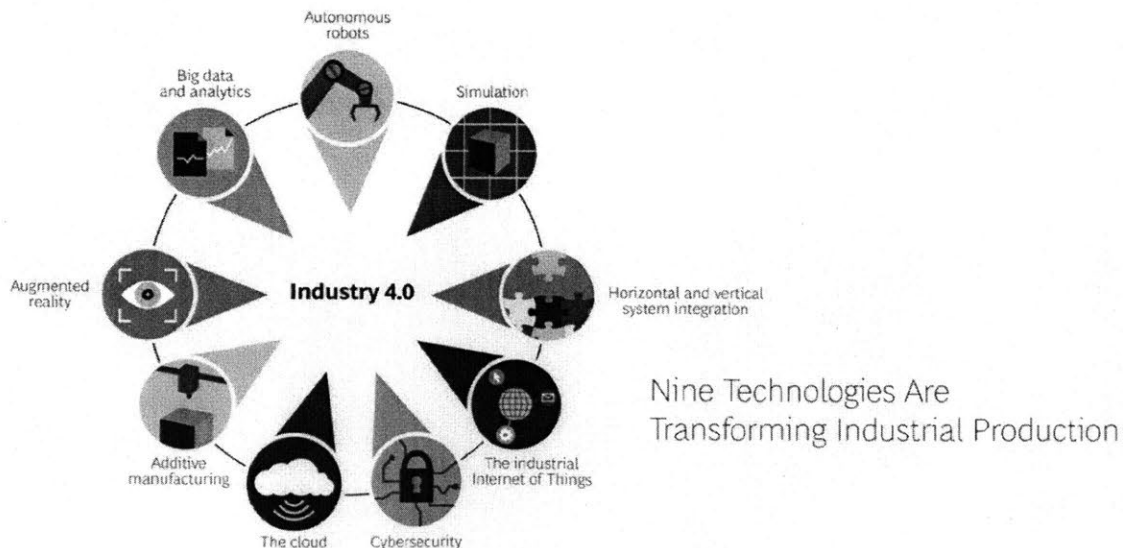 Autonomous
robots
Simulation
Horizontal and vertical
system integration
The industrial
Internet of Things
Cybersecurity
The cloud
Additive
manufacturing
Augmented
reality
Big data
and analytics
Industry 4.0
Nine Technologies Are
Transforming Industrial Production